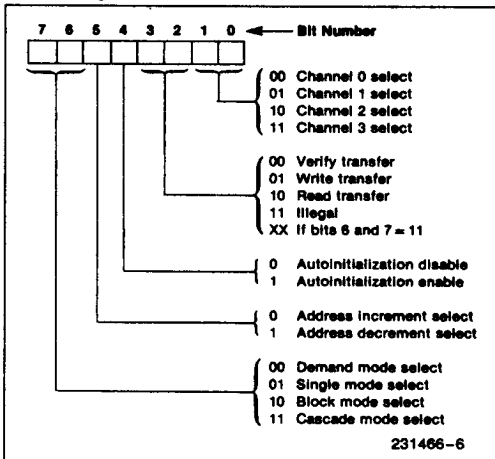 7 6 5 4 3 2 1 0 Bit Number
00 Channel 0 select
01 Channel 1 select
10 Channel 2 select
11 Channel 3 select
00 Verify transfer
01 Write transfer
10 Read transfer
11 Illegal
XX If bits 6 and 7 = 11
0 Autoinitialization disable
1 Autoinitialization enable
0 Address increment select
1 Address decrement select
00 Demand mode select
01 Single mode select
10 Block mode select
11 Cascade mode select
231466-6